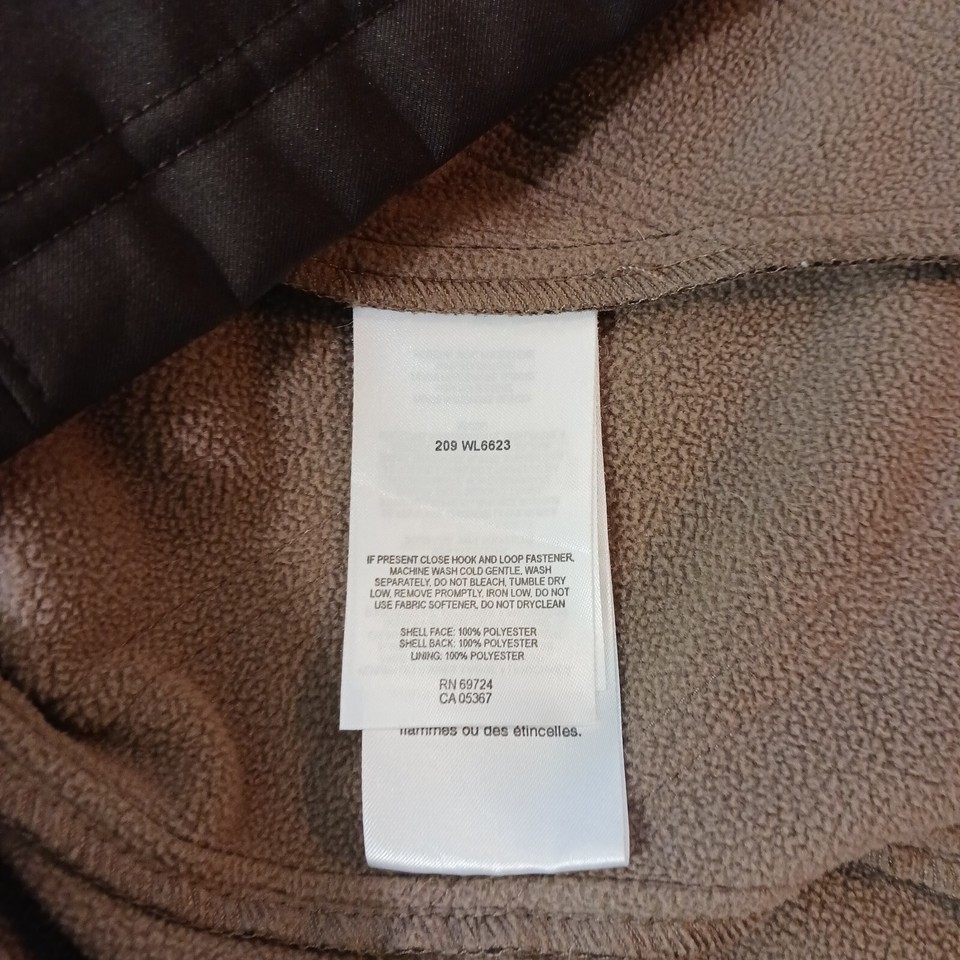 209 WL6623
IF PRESENT CLOSE HOOK AND LOOP FASTENER,
MACHINE WASH COLD GENTLE, WASH
SEPARATELY, DO NOT BLEACH, TUMBLE DRY
LOW, REMOVE PROMPTLY, IRON LOW, DO NOT
USE FABRIC SOFTENER, DO NOT DRYCLEAN
SHELL FACE: 100% POLYESTER
SHELL BACK: 100% POLYESTER
LINING: 100% POLYESTER
RN 69724
CA 05367
flammes ou des étincelles.